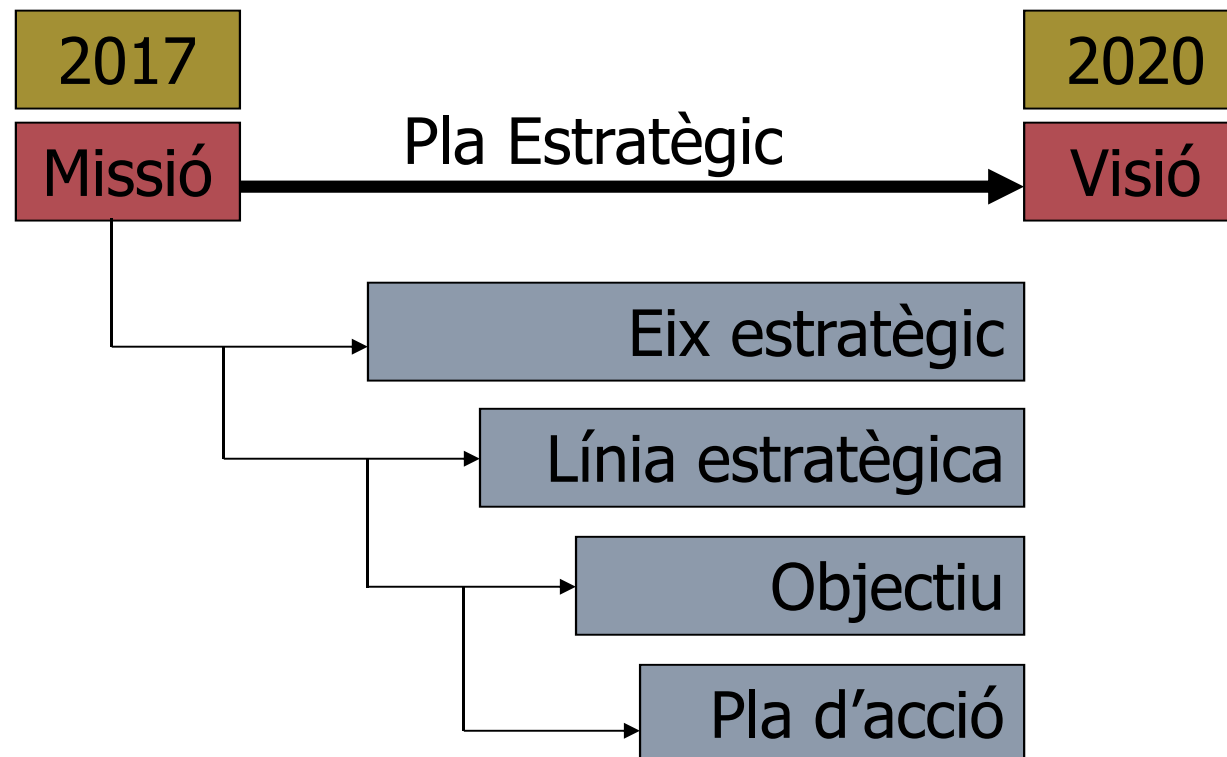 2017
2020
Missió
Pla Estratègic
Visió
Eix estratègic
Línia estratègica
Objectiu
Pla d’acció